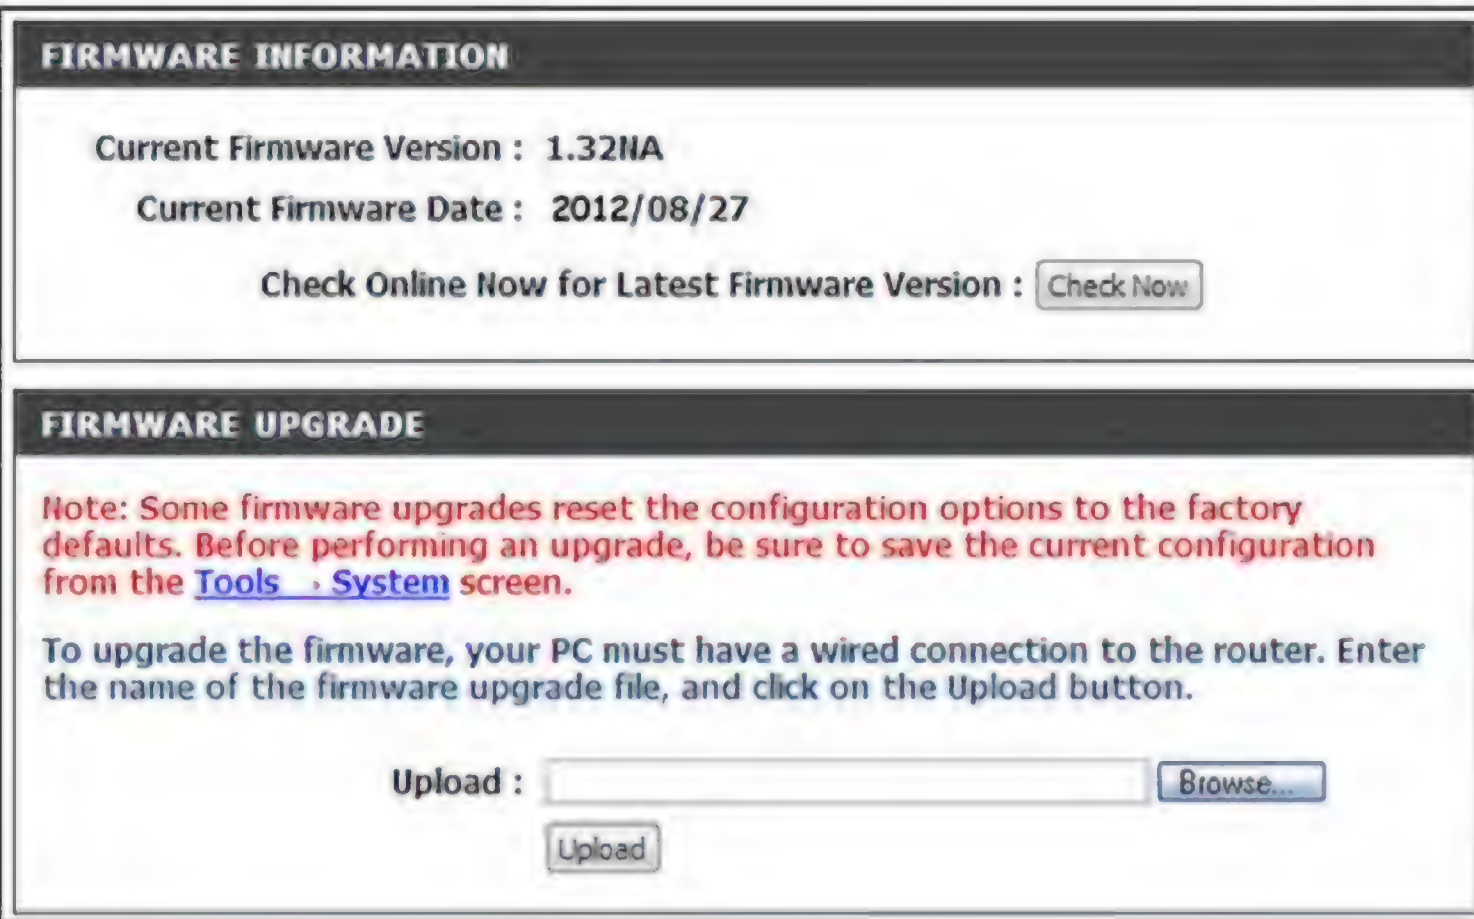 FIRMWARE INFORMATION
Current Firmware Version : 1.32NA
Current Firmware Date : 2012/08/27
Check Online Now for Latest Firmware Version : Check Now
FIRMWARE UPGRADE
Note: Some firmware upgrades reset the configuration options to the factory
defaults. Before performing an upgrade, be sure to save the current configuration
from the Tools → System screen.
To upgrade the firmware, your PC must have a wired connection to the router. Enter
the name of the firmware upgrade file, and click on the Upload button.
Upload : Browse...
Upload